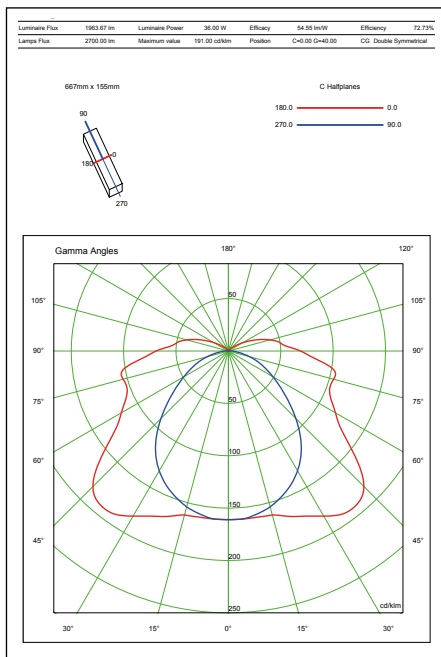 Luminaire Flux 1963.67 lm Luminaire Power 36.00 W Efficacy 54.55 lm/W Efficiency 72.73%
Lamps Flux 2700.00 lm Maximum value 191.00 cd/klm Position C=0.00 G=40.00 CG Double Symmetrical
667mm x 155mm
C Halfplanes
180.0 0.0
270.0 90.0
90
0
180
270
Gamma Angles
180°
120°
50
105° 105°
90° 90°
50
75° 75°
100
60° 60°
150
45° 45°
200
cd/klm
250
30° 15° 0° 15° 30°